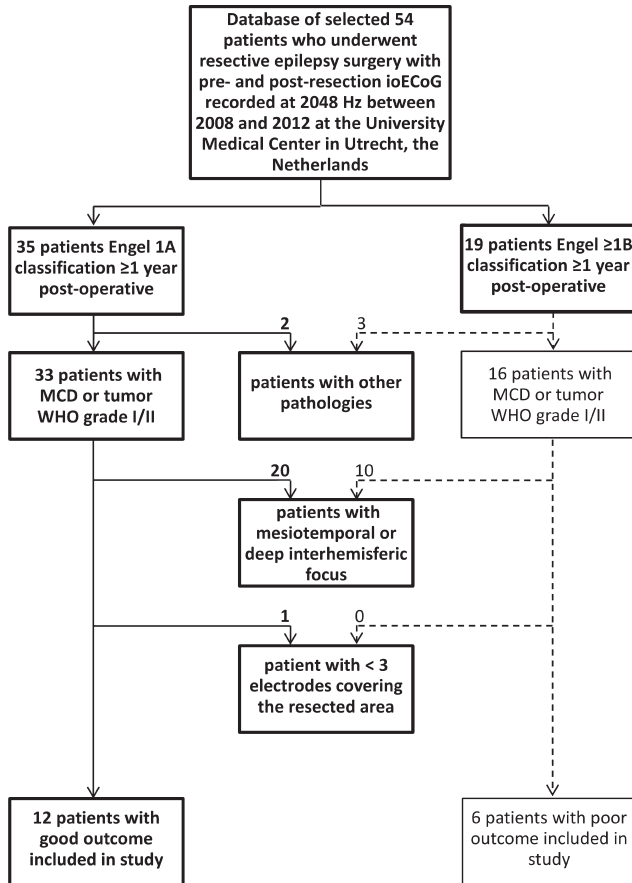 Database of selected 54
patients who underwent
resective epilepsy surgery with
pre- and post-resection ioECoG
recorded at 2048 Hz between
2008 and 2012 at the University
Medical Center in Utrecht, the
Netherlands
35 patients Engel 1A
classification ≥1 year
post-operative
19 patients Engel ≥1B
classification ≥1 year
post-operative
2
3
33 patients with
MCD or tumor
WHO grade I/II
patients with other
pathologies
16 patients with
MCD or tumor
WHO grade I/II
20
10
patients with
mesiotemporal or
deep interhemisferic
focus
1
0
patient with < 3
electrodes covering
the resected area
12 patients with
good outcome
included in study
6 patients with poor
outcome included in
study